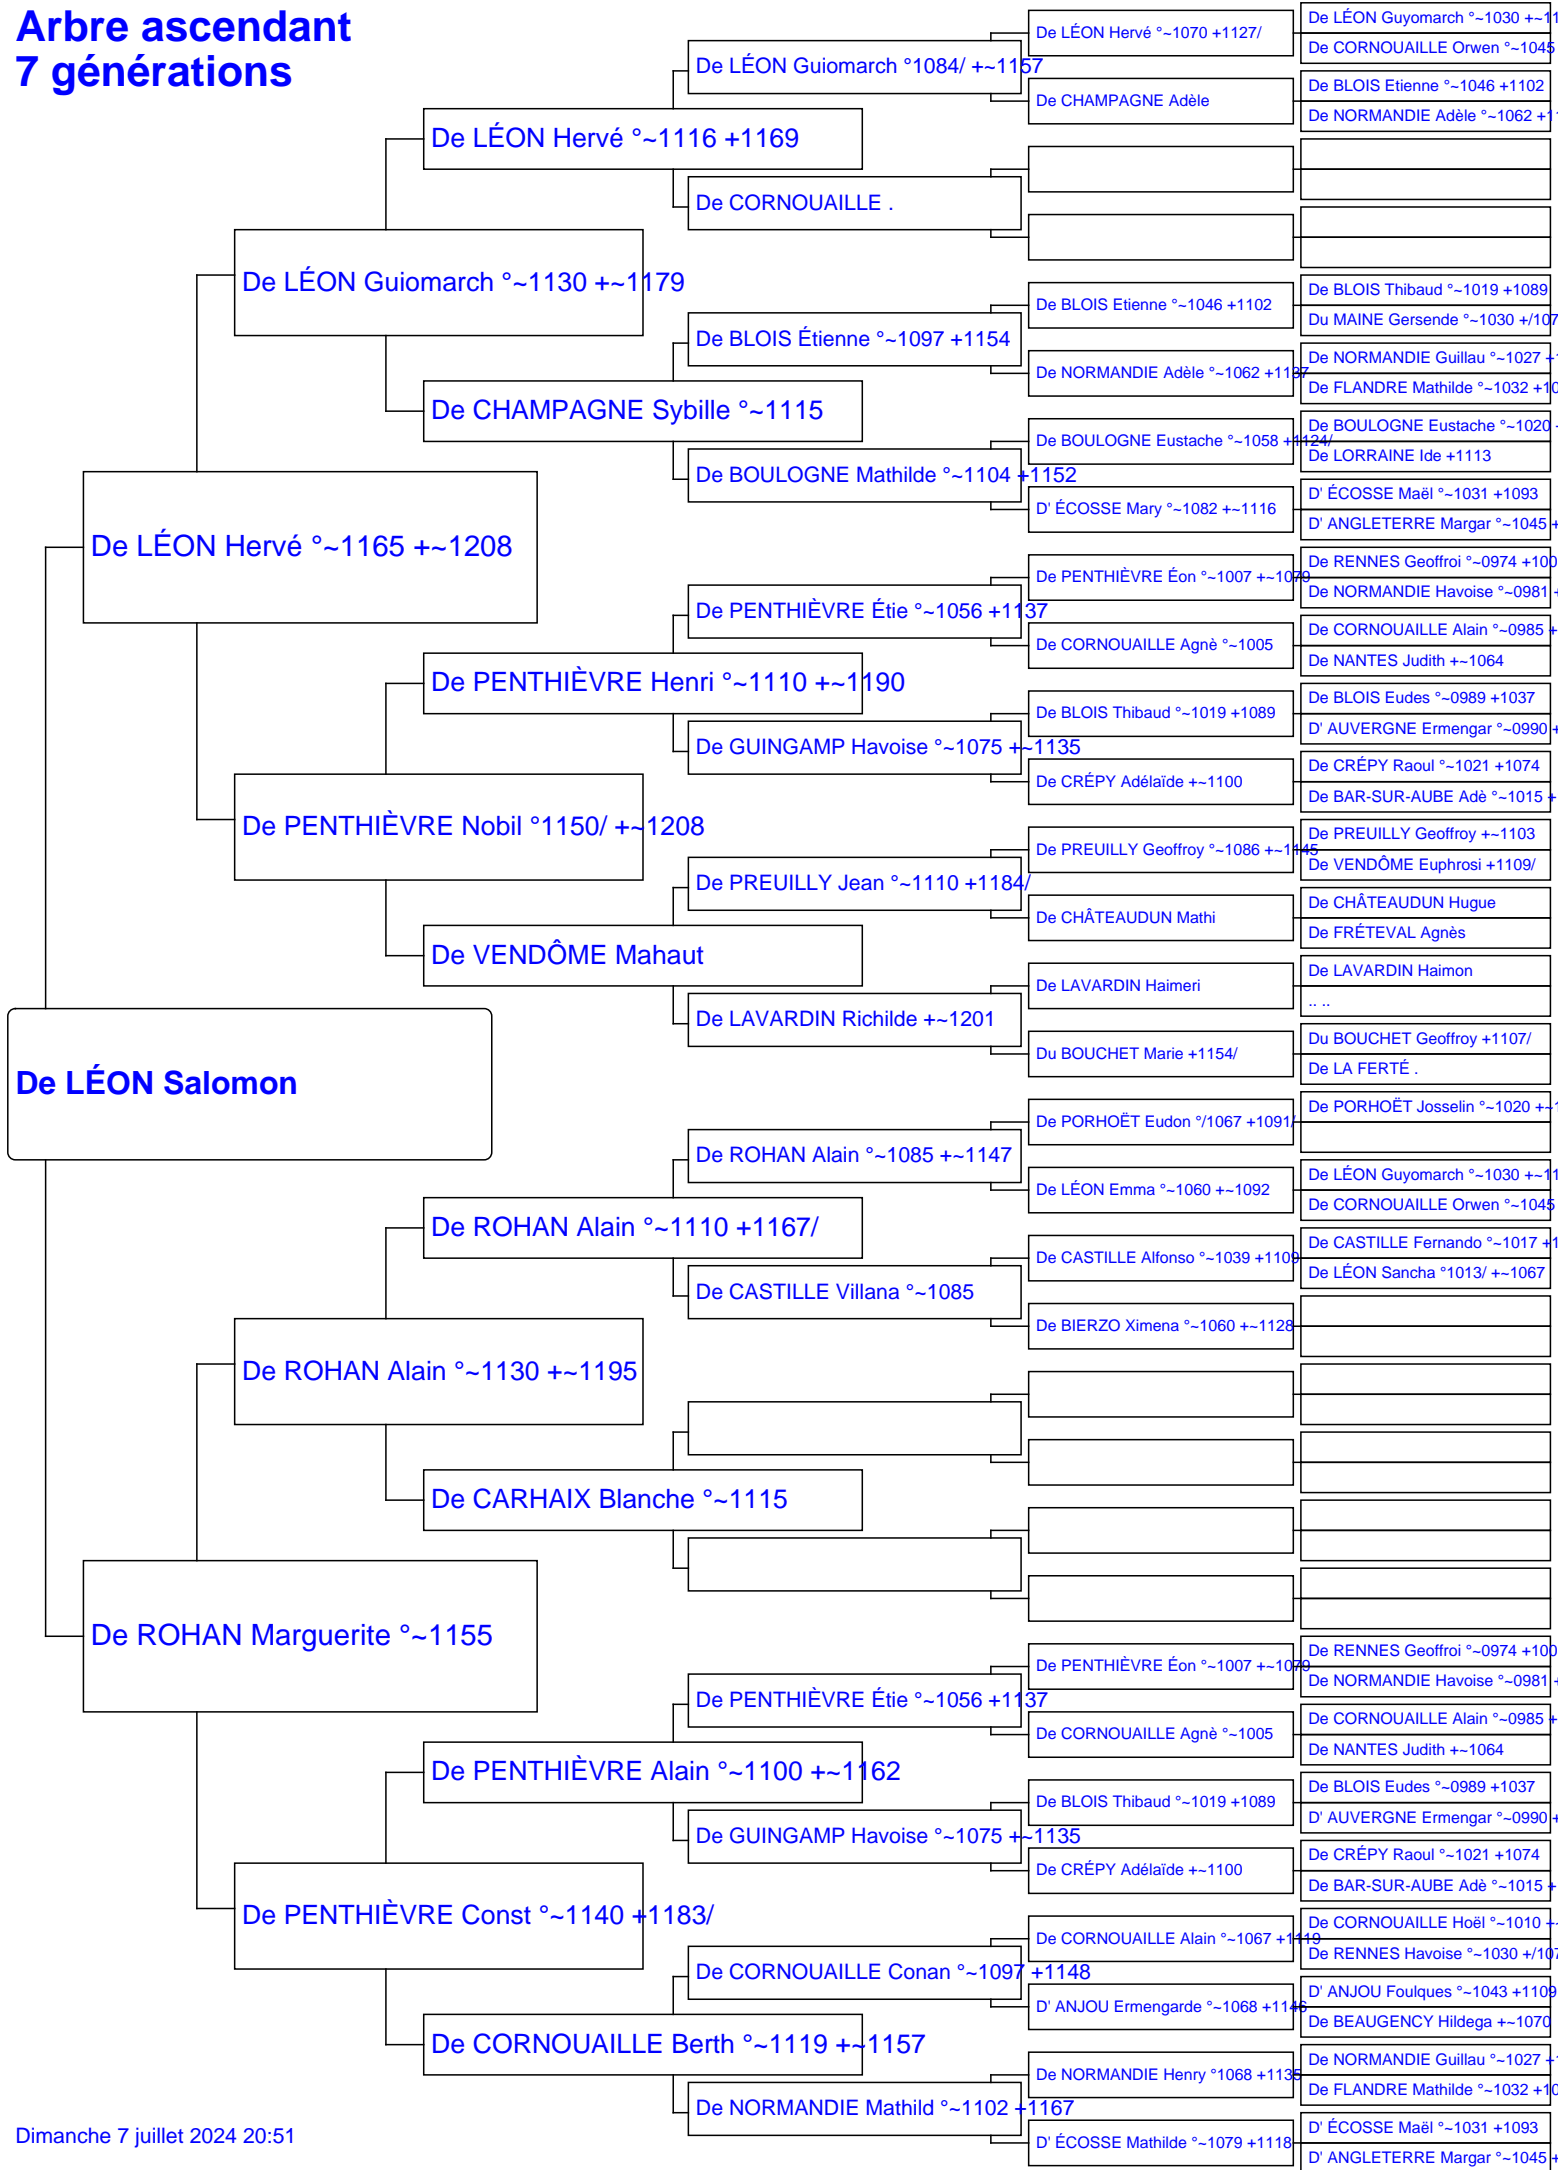 Arbre ascendant
7 générations
De LÉON Guyomarch °~1030 +~1
De LÉON Hervé °~1070 +1127/
De CORNOUAILLE Orwen °~1045
De LÉON Guiomarch °1084/ +~1157
De BLOIS Etienne °~1046 +1102
De CHAMPAGNE Adèle
De NORMANDIE Adèle °~1062 +1
De LÉON Hervé °~1116 +1169
De CORNOUAILLE .
De LÉON Guiomarch °~1130 +~1179
De BLOIS Thibaud °~1019 +1089
De BLOIS Etienne °~1046 +1102
Du MAINE Gersende °~1030 +/107
De BLOIS Étienne °~1097 +1154
De NORMANDIE Guillau °~1027 +
De NORMANDIE Adèle °~1062 +1137
De FLANDRE Mathilde °~1032 +10
De CHAMPAGNE Sybille °~1115
De BOULOGNE Eustache °~1020
De BOULOGNE Eustache °~1058 +1124/
De LORRAINE Ide +1113
De BOULOGNE Mathilde °~1104 +1152
D' ÉCOSSE Maël °~1031 +1093
D' ÉCOSSE Mary °~1082 +~1116
D' ANGLETERRE Margar °~1045 +
De LÉON Hervé °~1165 +~1208
De RENNES Geoffroi °~0974 +100
De PENTHIÈVRE Éon °~1007 +~1079
De NORMANDIE Havoise °~0981 +
De PENTHIÈVRE Étie °~1056 +1137
De CORNOUAILLE Alain °~0985 +
De CORNOUAILLE Agnè °~1005
De NANTES Judith +~1064
De PENTHIÈVRE Henri °~1110 +~1190
De BLOIS Eudes °~0989 +1037
De BLOIS Thibaud °~1019 +1089
D' AUVERGNE Ermengar °~0990 +
De GUINGAMP Havoise °~1075 +~1135
De CRÉPY Raoul °~1021 +1074
De CRÉPY Adélaïde +~1100
De BAR-SUR-AUBE Adè °~1015 +
De PENTHIÈVRE Nobil °1150/ +~1208
De PREUILLY Geoffroy +~1103
De PREUILLY Geoffroy °~1086 +~1145
De VENDÔME Euphrosi +1109/
De PREUILLY Jean °~1110 +1184/
De CHÂTEAUDUN Hugue
De CHÂTEAUDUN Mathi
De FRÉTEVAL Agnès
De VENDÔME Mahaut
De LAVARDIN Haimon
De LAVARDIN Haimeri
.. ..
De LAVARDIN Richilde +~1201
Du BOUCHET Geoffroy +1107/
Du BOUCHET Marie +1154/
De LA FERTÉ .
De LÉON Salomon
De PORHOËT Josselin °~1020 +~1
De PORHOËT Eudon °/1067 +1091/
De ROHAN Alain °~1085 +~1147
De LÉON Guyomarch °~1030 +~11
De LÉON Emma °~1060 +~1092
De CORNOUAILLE Orwen °~1045
De ROHAN Alain °~1110 +1167/
De CASTILLE Fernando °~1017 +1
De CASTILLE Alfonso °~1039 +1109
De LÉON Sancha °1013/ +~1067
De CASTILLE Villana °~1085
De BIERZO Ximena °~1060 +~1128
De ROHAN Alain °~1130 +~1195
De CARHAIX Blanche °~1115
De ROHAN Marguerite °~1155
De RENNES Geoffroi °~0974 +100
De PENTHIÈVRE Éon °~1007 +~1079
De NORMANDIE Havoise °~0981 +
De PENTHIÈVRE Étie °~1056 +1137
De CORNOUAILLE Alain °~0985 +
De CORNOUAILLE Agnè °~1005
De NANTES Judith +~1064
De PENTHIÈVRE Alain °~1100 +~1162
De BLOIS Eudes °~0989 +1037
De BLOIS Thibaud °~1019 +1089
D' AUVERGNE Ermengar °~0990 +
De GUINGAMP Havoise °~1075 +~1135
De CRÉPY Raoul °~1021 +1074
De CRÉPY Adélaïde +~1100
De BAR-SUR-AUBE Adè °~1015 +
De PENTHIÈVRE Const °~1140 +1183/
De CORNOUAILLE Hoël °~1010 +
De CORNOUAILLE Alain °~1067 +1119
De RENNES Havoise °~1030 +/107
De CORNOUAILLE Conan °~1097 +1148
D' ANJOU Foulques °~1043 +1109
D' ANJOU Ermengarde °~1068 +1146
De BEAUGENCY Hildega +~1070
De CORNOUAILLE Berth °~1119 +~1157
De NORMANDIE Guillau °~1027 +
De NORMANDIE Henry °1068 +1135
De FLANDRE Mathilde °~1032 +10
De NORMANDIE Mathild °~1102 +1167
D' ÉCOSSE Maël °~1031 +1093
D' ÉCOSSE Mathilde °~1079 +1118
D' ANGLETERRE Margar °~1045 +
Dimanche 7 juillet 2024 20:51